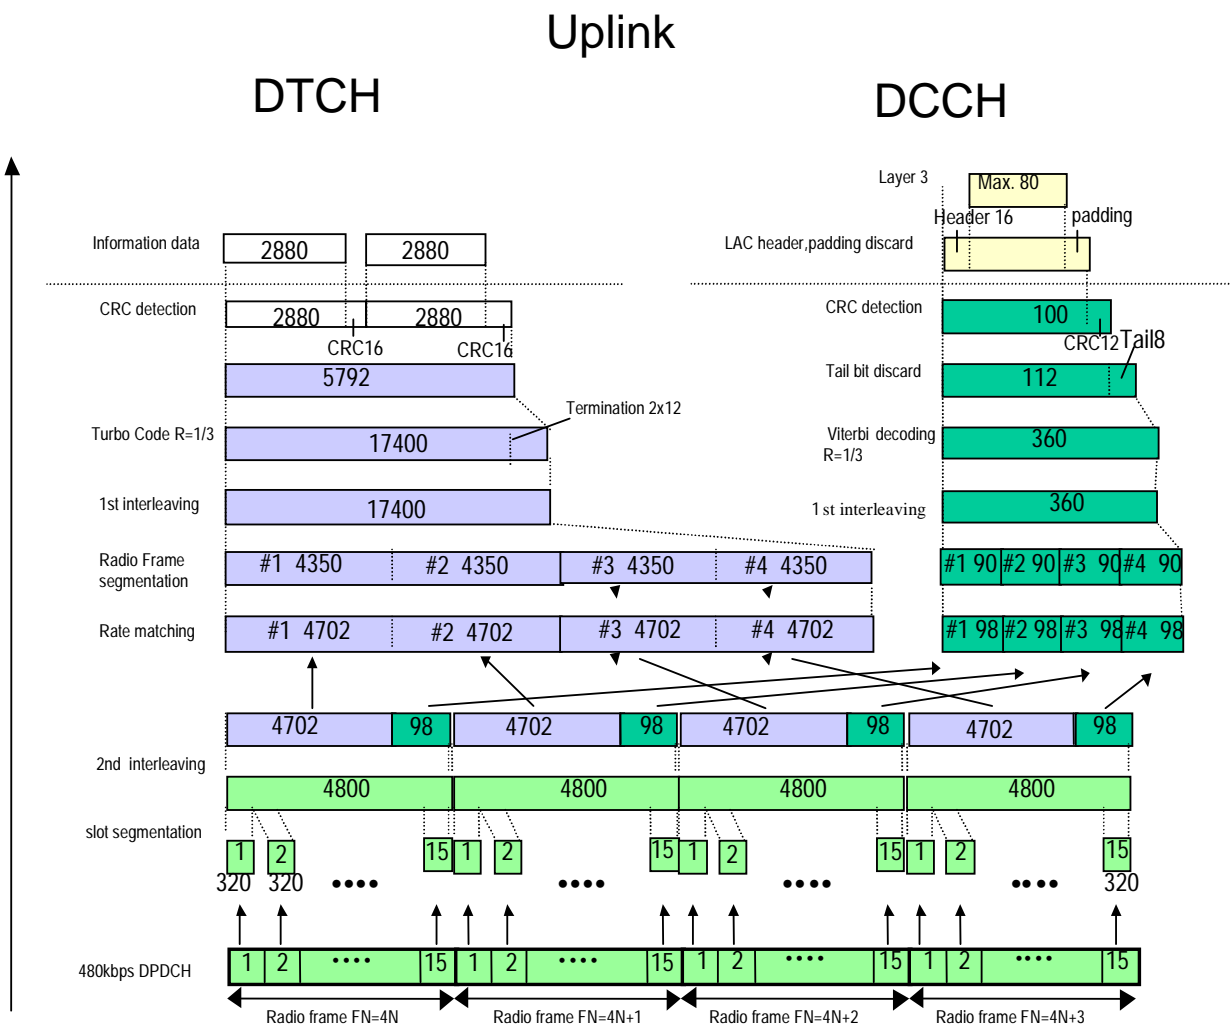 Uplink
DTCH
DCCH
Layer 3
Max. 80
Header 16
padding
Information data
2880
2880
LAC header,padding discard
CRC detection
2880
2880
CRC16
CRC16
CRC detection
100
CRC12
Tail8
5792
Tail bit discard
112
Termination 2x12
Turbo Code R=1/3
17400
Viterbi decoding
R=1/3
360
1st interleaving
17400
1st interleaving
360
Radio Frame
segmentation
#1 4350
#2 4350
#3 4350
#4 4350
#1 90
#2 90
#3 90
#4 90
Rate matching
#1 4702
#2 4702
#3 4702
#4 4702
#1 98
#2 98
#3 98
#4 98
4702
98
4702
98
4702
98
4702
98
2nd interleaving
4800
4800
4800
4800
slot segmentation
1
2
15
1
2
15
1
2
15
1
2
15
320
320
••••
••••
••••
••••
320
480kbps DPDCH
1
2
••••
15
1
2
••••
15
1
2
••••
15
1
2
••••
15
Radio frame FN=4N
Radio frame FN=4N+1
Radio frame FN=4N+2
Radio frame FN=4N+3